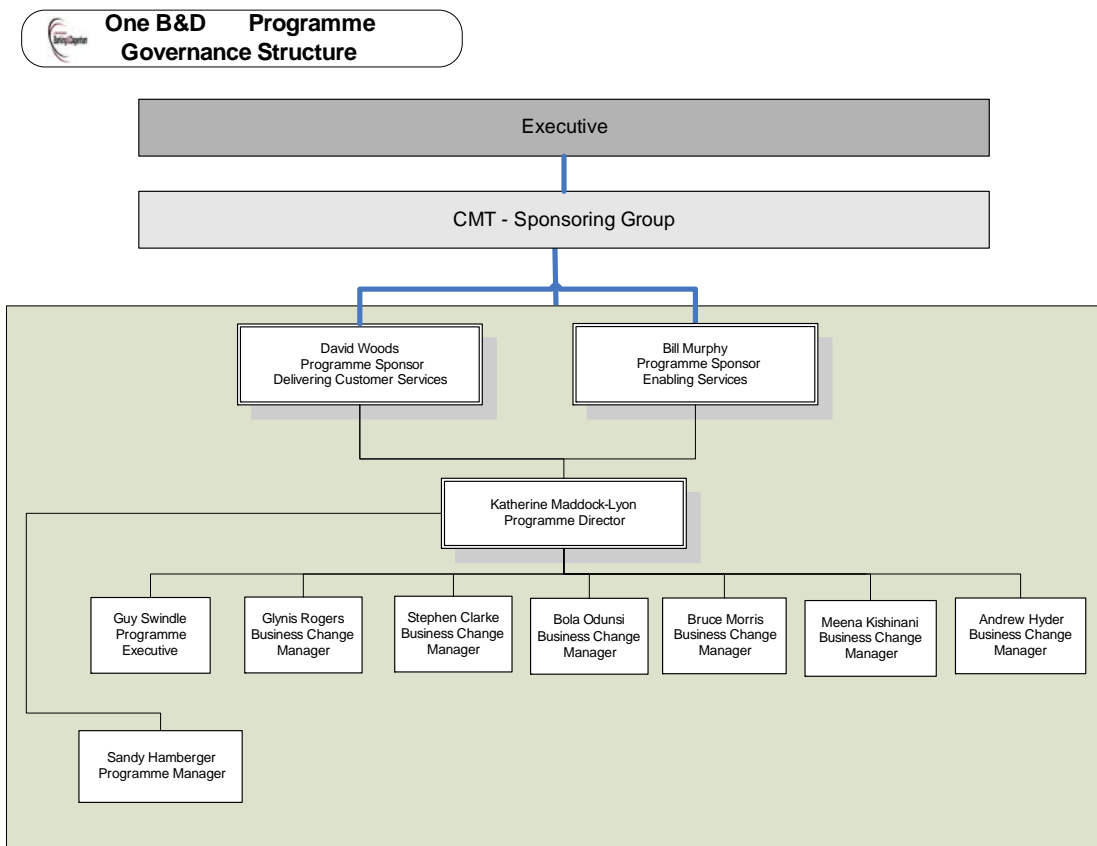 One B&D Programme
Governance Structure
Executive
CMT - Sponsoring Group
David Woods
Programme Sponsor
Delivering Customer Services
Bill Murphy
Programme Sponsor
Enabling Services
Katherine Maddock-Lyon
Programme Director
Guy Swindle
Programme
Executive
Glynis Rogers
Business Change
Manager
Stephen Clarke
Business Change
Manager
Bola Odunsi
Business Change
Manager
Bruce Morris
Business Change
Manager
Meena Kishinani
Business Change
Manager
Andrew Hyder
Business Change
Manager
Sandy Hamberger
Programme Manager